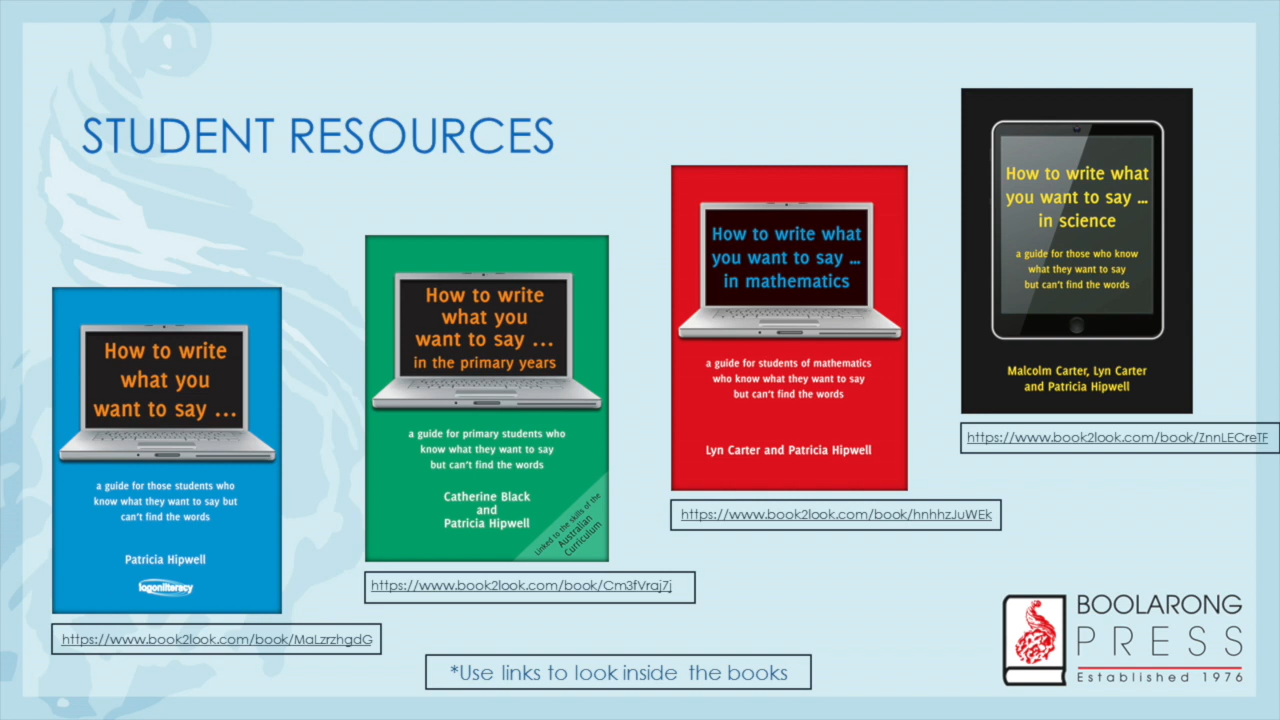 STUDENT RESOURCES
How to write
what you
want to say ...
a guide for those students who
know what they want to say but
can't find the words
Patricia Hipwell
logonliteracy
https://www.book2look.com/book/MaLzrzhgdG
How to write
what you
want to say ...
in the primary years
a guide for primary students who
know what they want to say
but can't find the words
Catherine Black
and
Patricia Hipwell
Linked to the skills of the
Australian
Curriculum
https://www.book2look.com/book/Cm3fVraj7j
How to write what
you want to say ...
in mathematics
a guide for students of mathematics
who know what they want to say
but can't find the words
Lyn Carter and Patricia Hipwell
https://www.book2look.com/book/hnhhzJuWEk
How to write what
you want to say ...
in science
a guide for those who know
what they want to say
but can't find the words
Malcolm Carter, Lyn Carter
and Patricia Hipwell
https://www.book2look.com/book/ZnnLECreTF
*Use links to look inside the books
BOOLARONG
PRESS
Established 1976